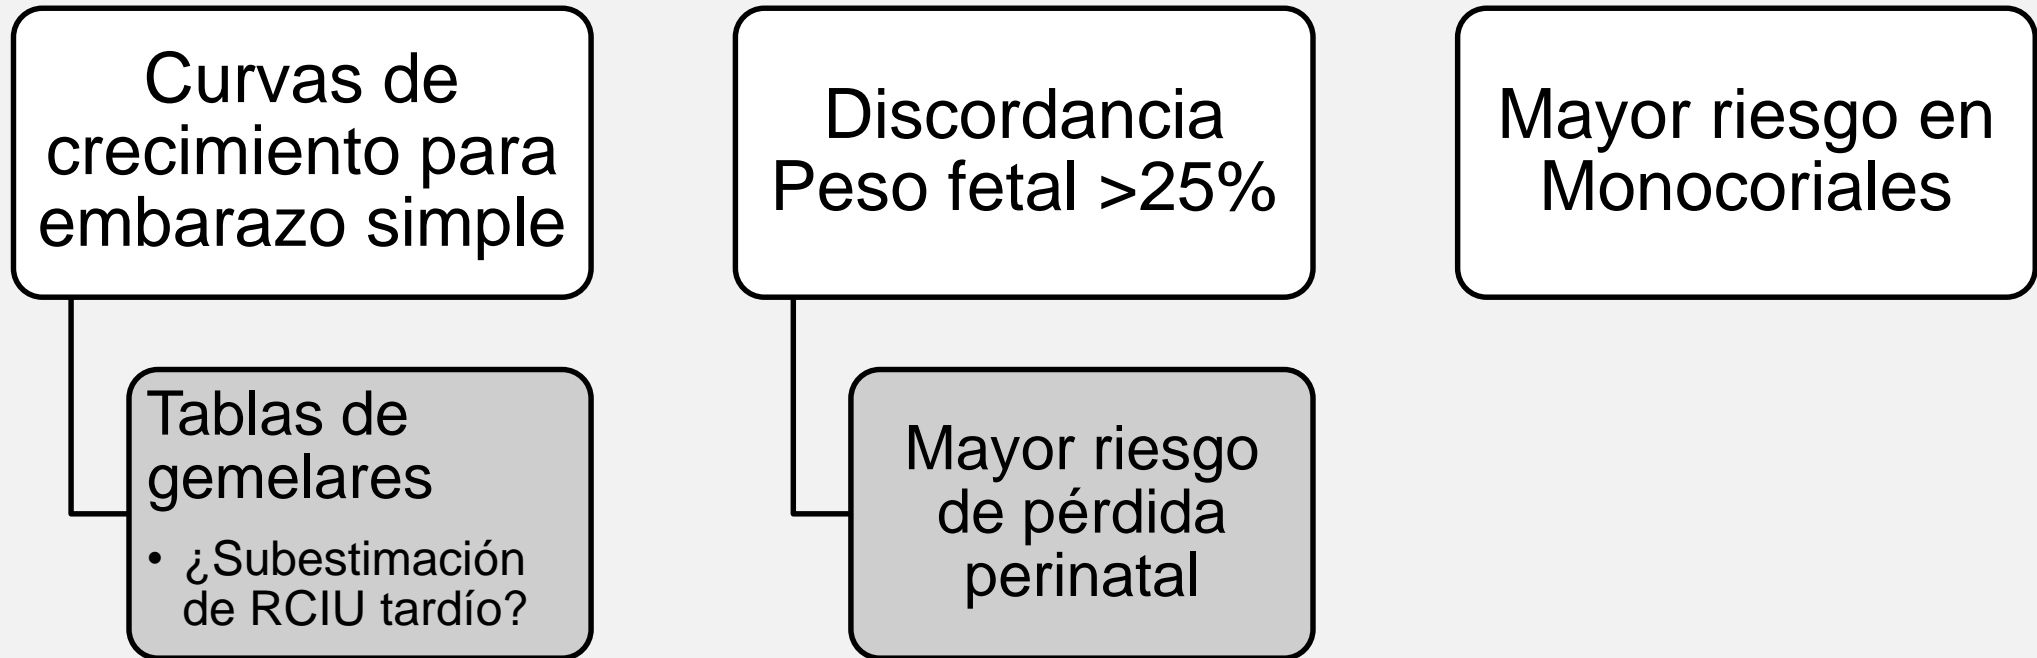 Curvas de
crecimiento para
embarazo simple
Tablas de
gemelares
• ¿Subestimación
de RCIU tardío?
Discordancia
Peso fetal >25%
Mayor riesgo
de pérdida
perinatal
Mayor riesgo en
Monocoriales